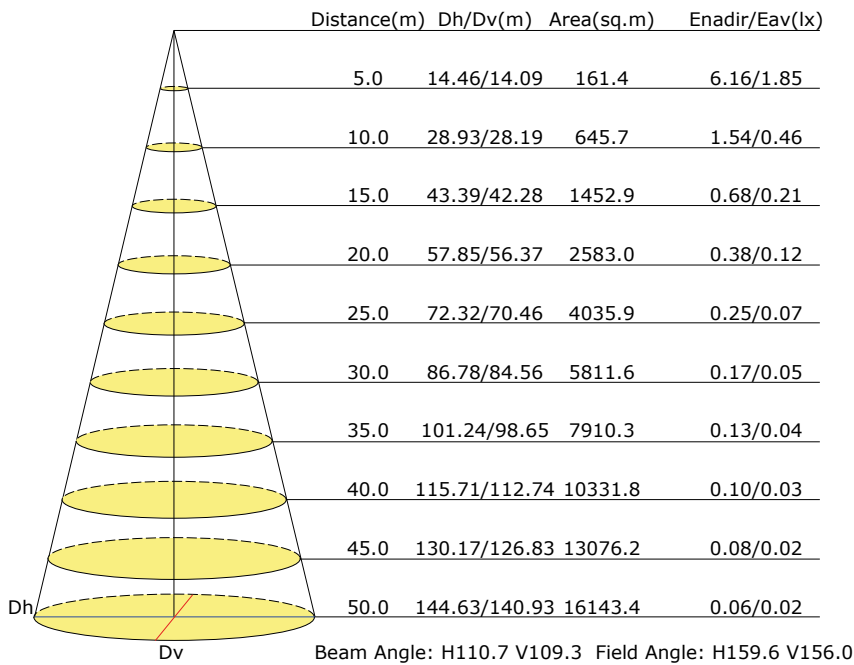 Distance(m) Dh/Dv(m) Area(sq.m) Enadir/Eav(lx)
5.0 14.46/14.09 161.4 6.16/1.85
10.0 28.93/28.19 645.7 1.54/0.46
15.0 43.39/42.28 1452.9 0.68/0.21
20.0 57.85/56.37 2583.0 0.38/0.12
25.0 72.32/70.46 4035.9 0.25/0.07
30.0 86.78/84.56 5811.6 0.17/0.05
35.0 101.24/98.65 7910.3 0.13/0.04
40.0 115.71/112.74 10331.8 0.10/0.03
45.0 130.17/126.83 13076.2 0.08/0.02
Dh 50.0 144.63/140.93 16143.4 0.06/0.02
Dv Beam Angle: H110.7 V109.3 Field Angle: H159.6 V156.0